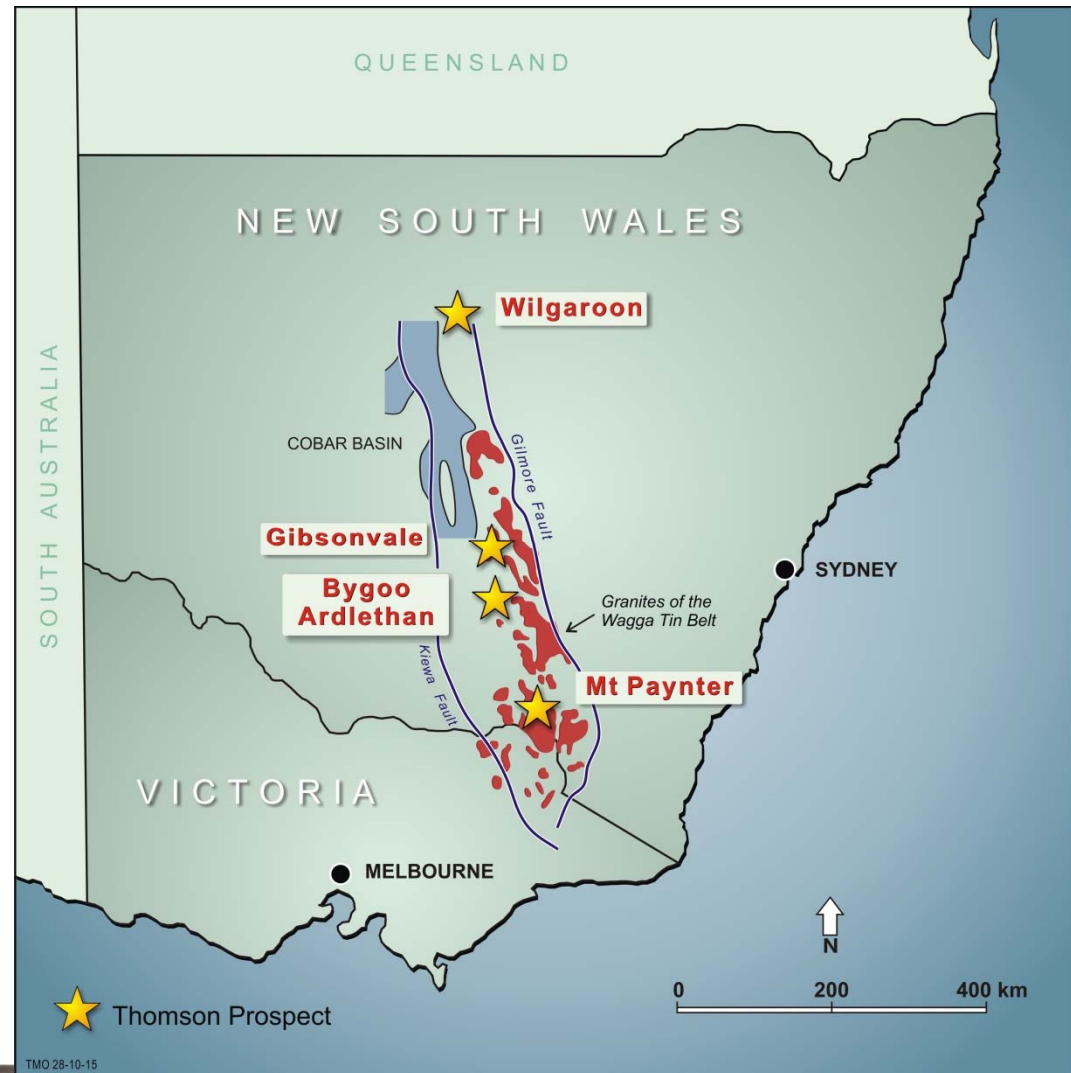 QUEENSLAND
NEW SOUTH WALES
Wilgaroon
SOUTH AUSTRALIA
COBAR BASIN
Gilmore Fault
Gibsonvale
Bygoo
Ardlethan
SYDNEY
Granites of the
Wagga Tin Belt
Kiewa Fault
Mt Paynter
VICTORIA
MELBOURNE
N
0 200 400 km
Thomson Prospect
TMO 28-10-15